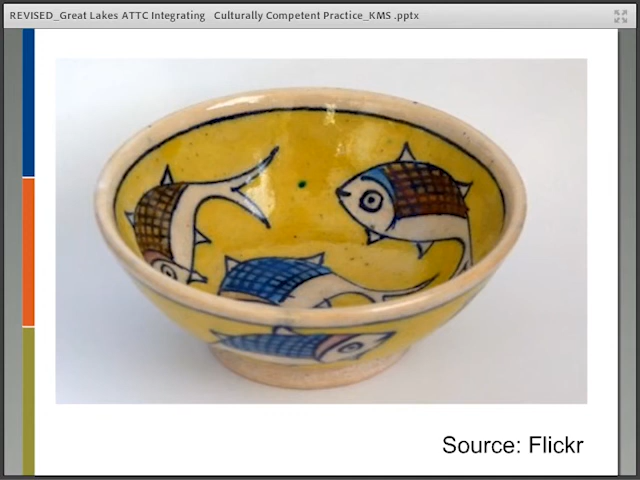 REVISED_Great Lakes ATTC Integrating   Culturally Competent Practice_KMS .pptx
Source: Flickr